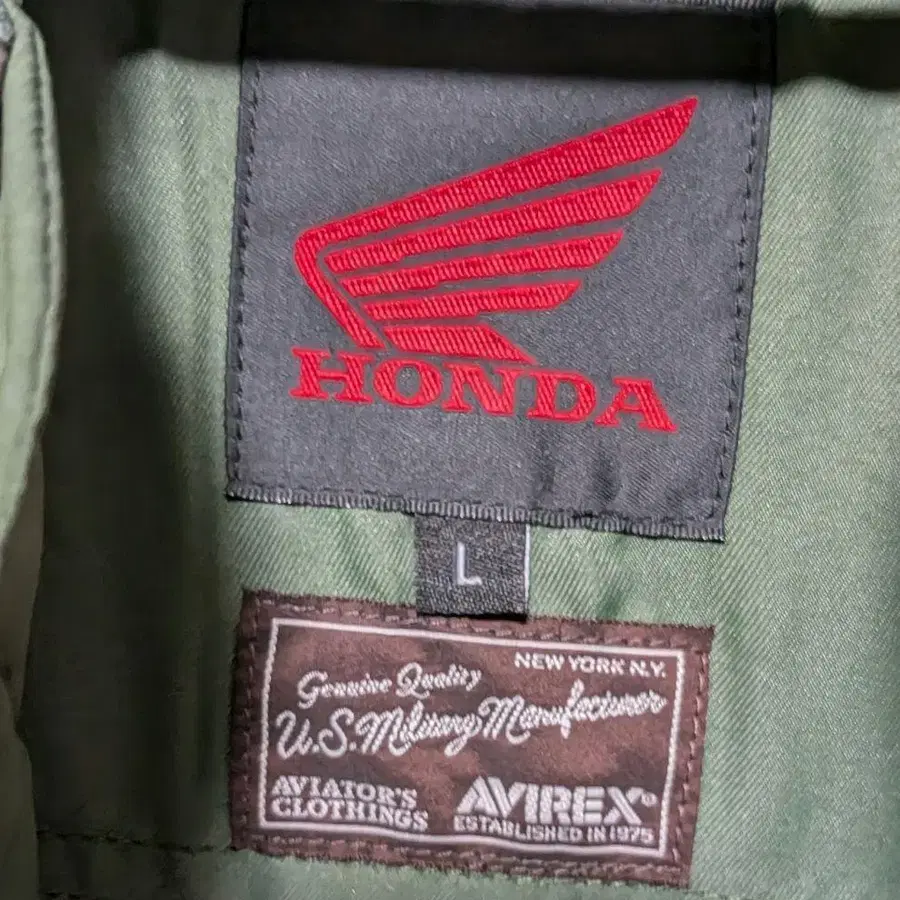 HONDA
L
NEW YORK N.Y.
Genuine Quality
U.S. Military Manufacturer
AVIATOR'S
CLOTHINGS
AVIREX®
ESTABLISHED IN 1975